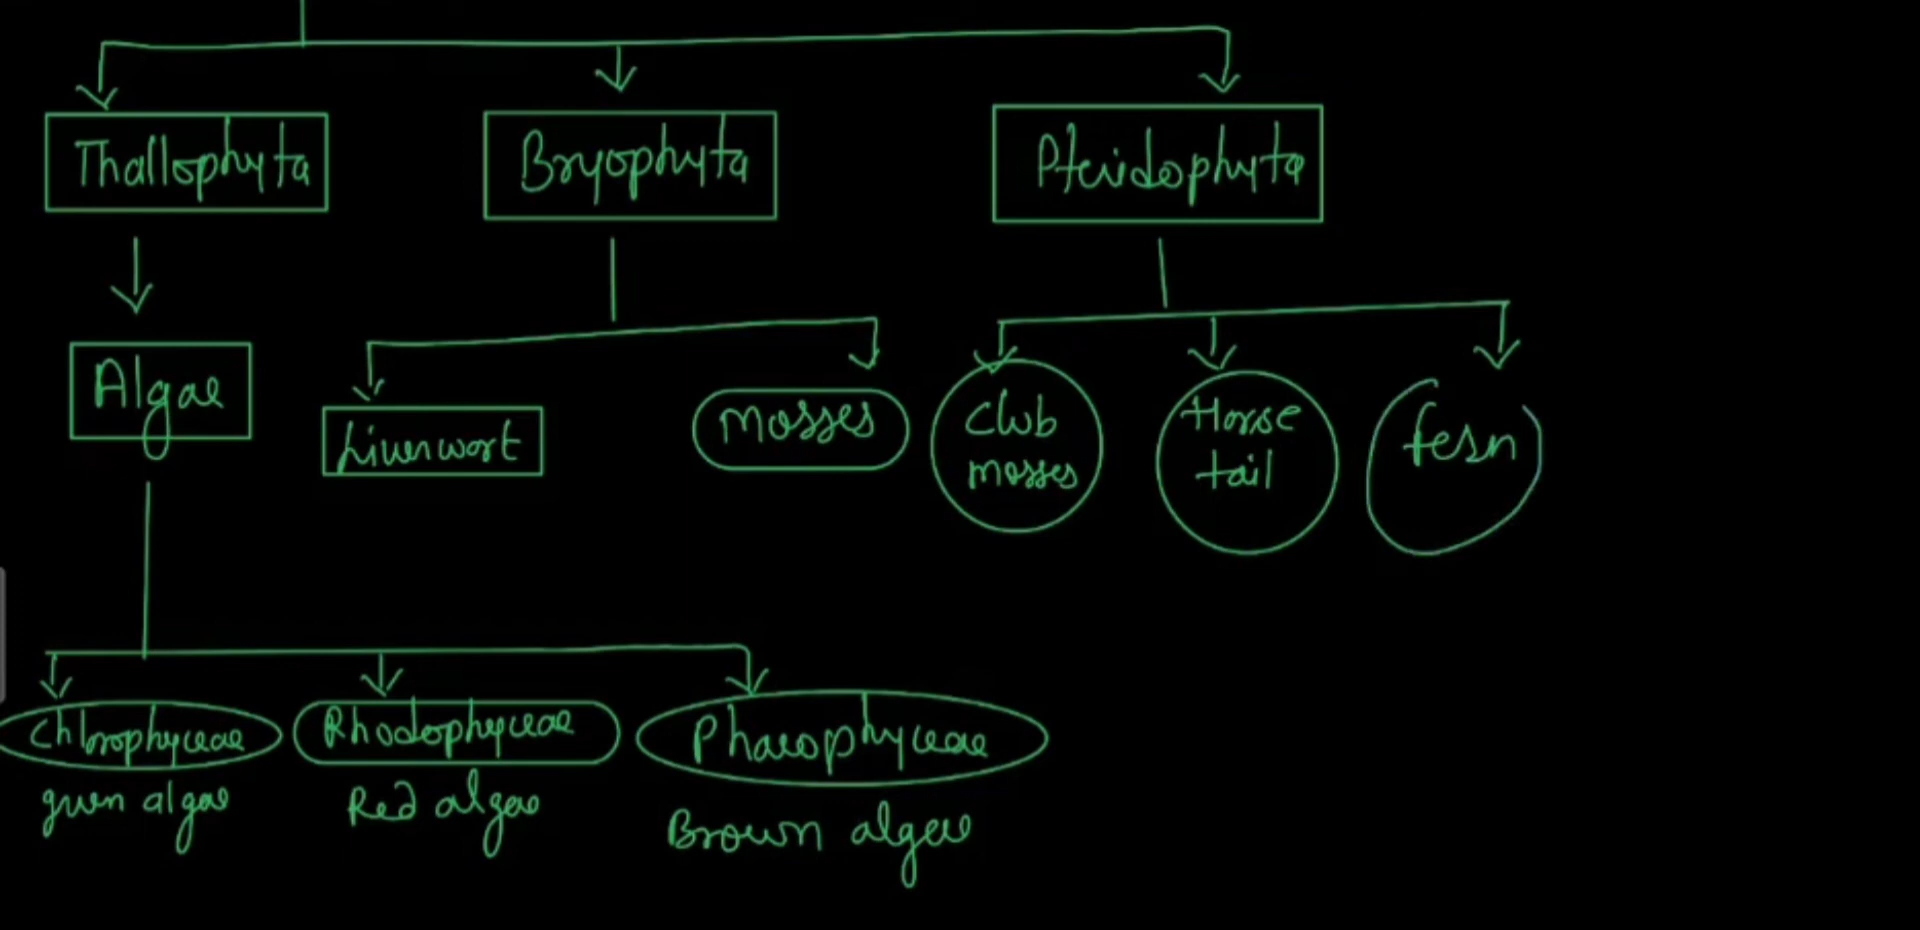 Thallophyta
Bryophyta
Pteridophyta
Algae
Liverwort
Mosses
Club
mosses
Horse
tail
fern
Chlorophyceae
Rhodophyceae
Phaeophyceae
green algae
Red algae
Brown algae